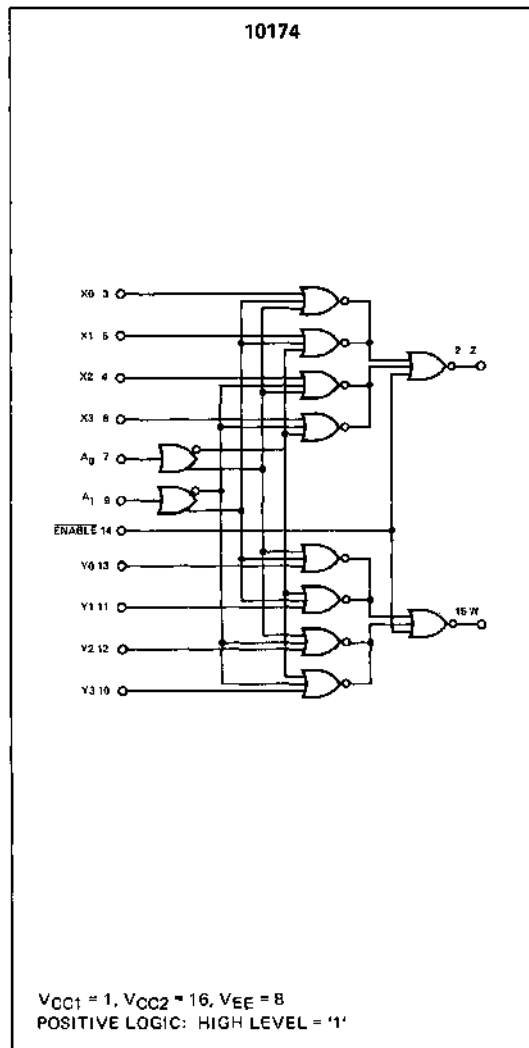 10174
X0 3
X1 5
X2 4
X3 6
2 Z
A0 7
A1 9
ENABLE 14
Y0 13
Y1 11
15 W
Y2 12
Y3 10
VCC1 = 1, VCC2 = 16, VEE = 8
POSITIVE LOGIC: HIGH LEVEL = '1'